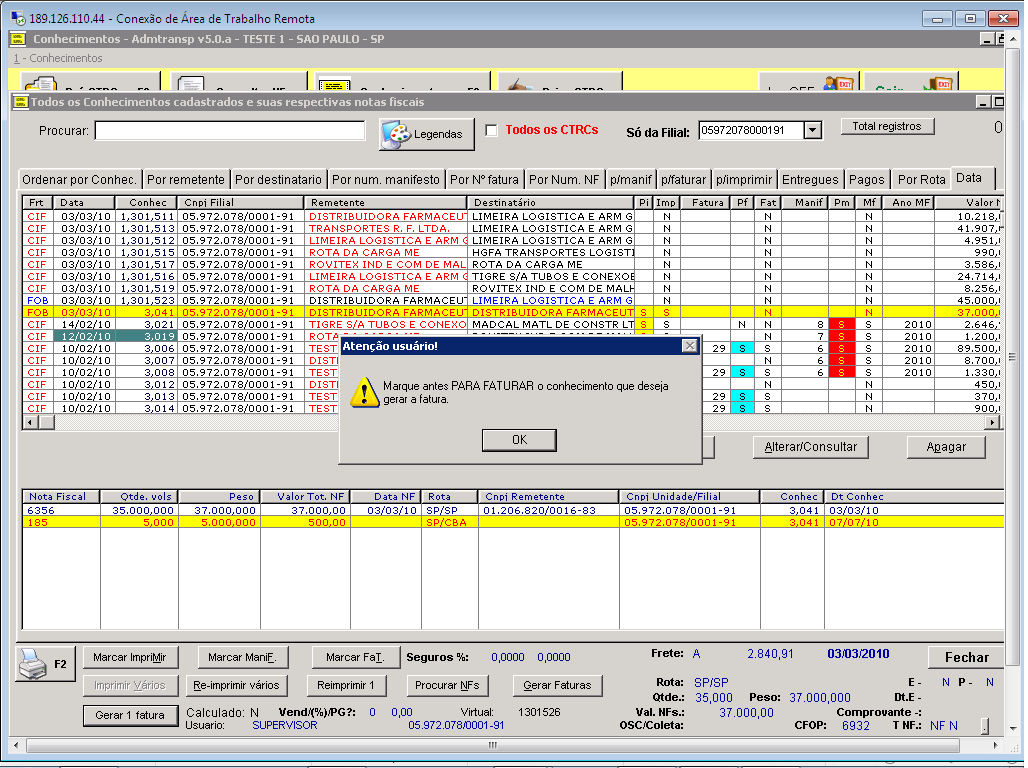 189.126.110.44 - Conexão de Área de Trabalho Remota
Conhecimentos - Admtransp v5.0.a - TESTE 1 - SAO PAULO - SP
1 - Conhecimentos
Todos os Conhecimentos cadastrados e suas respectivas notas fiscais
Procurar:
Legendas
Todos os CTRCs
Só da Filial:
05972078000191
Total registros
0
Ordenar por Conhec.
Por remetente
Por destinatario
Por num. manifesto
Por Nº fatura
Por Num. NF
p/manif
p/faturar
p/imprimir
Entregues
Pagos
Por Rota
Data
Frt Data Conhec Cnpj Filial Remetente Destinatário Pi Imp Fatura Pf Fat Manif Pm Mf Ano MF Valor
CIF 03/03/10 1,301,511 05.972.078/0001-91 DISTRIBUIDORA FARMACEUT LIMEIRA LOGISTICA E ARM G N N N 10.218,
CIF 03/03/10 1,301,513 05.972.078/0001-91 TRANSPORTES R. F. LTDA. LIMEIRA LOGISTICA E ARM G N N N 41.907,
CIF 03/03/10 1,301,512 05.972.078/0001-91 LIMEIRA LOGISTICA E ARM G LIMEIRA LOGISTICA E ARM G N N N 4.951,
CIF 03/03/10 1,301,515 05.972.078/0001-91 ROTA DA CARGA ME HGFA TRANSPORTES LOGISTI N N N 990,
CIF 03/03/10 1,301,517 05.972.078/0001-91 ROVITEX IND E COM DE MAL ROTA DA CARGA ME N N N 3.586,
CIF 03/03/10 1,301,516 05.972.078/0001-91 LIMEIRA LOGISTICA E ARM G TIGRE S/A TUBOS E CONEXOE N N N 24.714,
CIF 03/03/10 1,301,519 05.972.078/0001-91 ROTA DA CARGA ME ROVITEX IND E COM DE MALH N N N 8.256,
FOB 03/03/10 1,301,523 05.972.078/0001-91 DISTRIBUIDORA FARMACEUT LIMEIRA LOGISTICA E ARM G N N N 45.000,
FOB 03/03/10 3,041 05.972.078/0001-91 DISTRIBUIDORA FARMACEUT DISTRIBUIDORA FARMACEUT S S N N 37.000,
CIF 14/02/10 3,021 05.972.078/0001-91 TIGRE S/A TUBOS E CONEXO MADCAL MATL DE CONSTR LT S N N 8 S S 2010 2.646,
CIF 12/02/10 3,019 05.972.078/0001-91 ROTA N 7 S S 2010 1.200,
CIF 10/02/10 3,006 05.972.078/0001-91 TEST 29 S N 6 S S 2010 89.500,
CIF 10/02/10 3,007 05.972.078/0001-91 DIST N 6 S S 2010 8.700,
CIF 10/02/10 3,008 05.972.078/0001-91 TEST 29 S N 6 S S 2010 1.330,
CIF 10/02/10 3,012 05.972.078/0001-91 DIST N N 450,
CIF 10/02/10 3,013 05.972.078/0001-91 TEST 29 S N N 370,
CIF 10/02/10 3,014 05.972.078/0001-91 TEST 29 S N N 900,
Atenção usuário!
Marque antes PARA FATURAR o conhecimento que deseja
gerar a fatura.
OK
Alterar/Consultar
Apagar
Nota Fiscal Qtde. vols Peso Valor Tot. NF Data NF Rota Cnpj Remetente Cnpj Unidade/Filial Conhec Dt Conhec
6356 35.000,000 37.000,000 37.000,00 03/03/10 SP/SP 01.206.820/0016-83 05.972.078/0001-91 3,041 03/03/10
185 5,000 5.000,000 500,00 SP/CBA 05.972.078/0001-91 3,041 07/07/10
F2
Marcar ImpriMir
Marcar ManiF.
Marcar FaT.
Seguros %: 0,0000 0,0000
Frete: A 2.840,91 03/03/2010
Fechar
Imprimir Vários
Re-imprimir vários
Reimprimir 1
Procurar NFs
Gerar Faturas
Rota: SP/SP E - N P - N
Qtde.: 35,000 Peso: 37.000,000 Dt.E -
Gerar 1 fatura
Calculado: N Vend/(%)/PG?: 0 0,00 Virtual: 1301526
Val. NFs.: 37.000,00 Comprovante -:
Usuario: SUPERVISOR 05.972.078/0001-91
OSC/Coleta: CFOP: 6932 T NF.: NF N